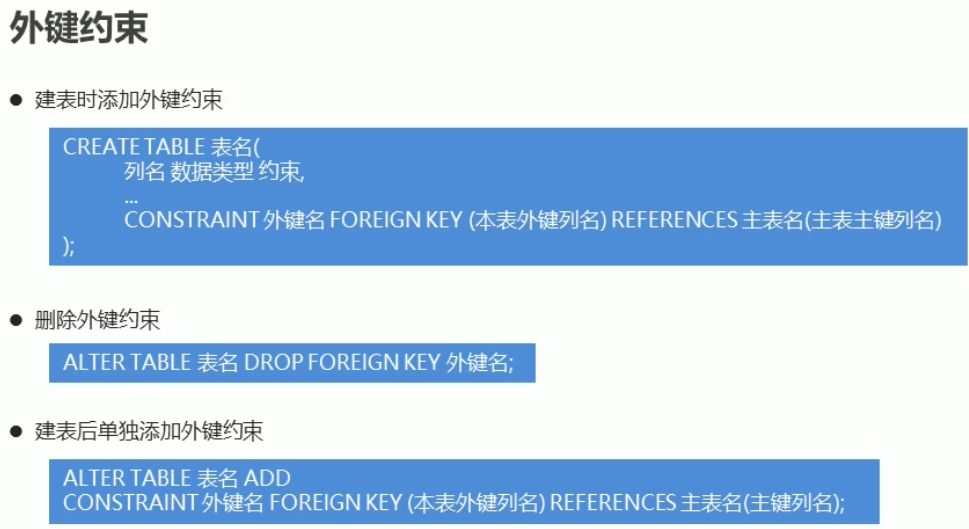 外键约束
● 建表时添加外键约束
CREATE TABLE 表名(
列名 数据类型 约束,
...
CONSTRAINT 外键名 FOREIGN KEY (本表外键列名) REFERENCES 主表名(主表主键列名)
);
● 删除外键约束
ALTER TABLE 表名 DROP FOREIGN KEY 外键名;
● 建表后单独添加外键约束
ALTER TABLE 表名 ADD
CONSTRAINT 外键名 FOREIGN KEY (本表外键列名) REFERENCES 主表名(主键列名);